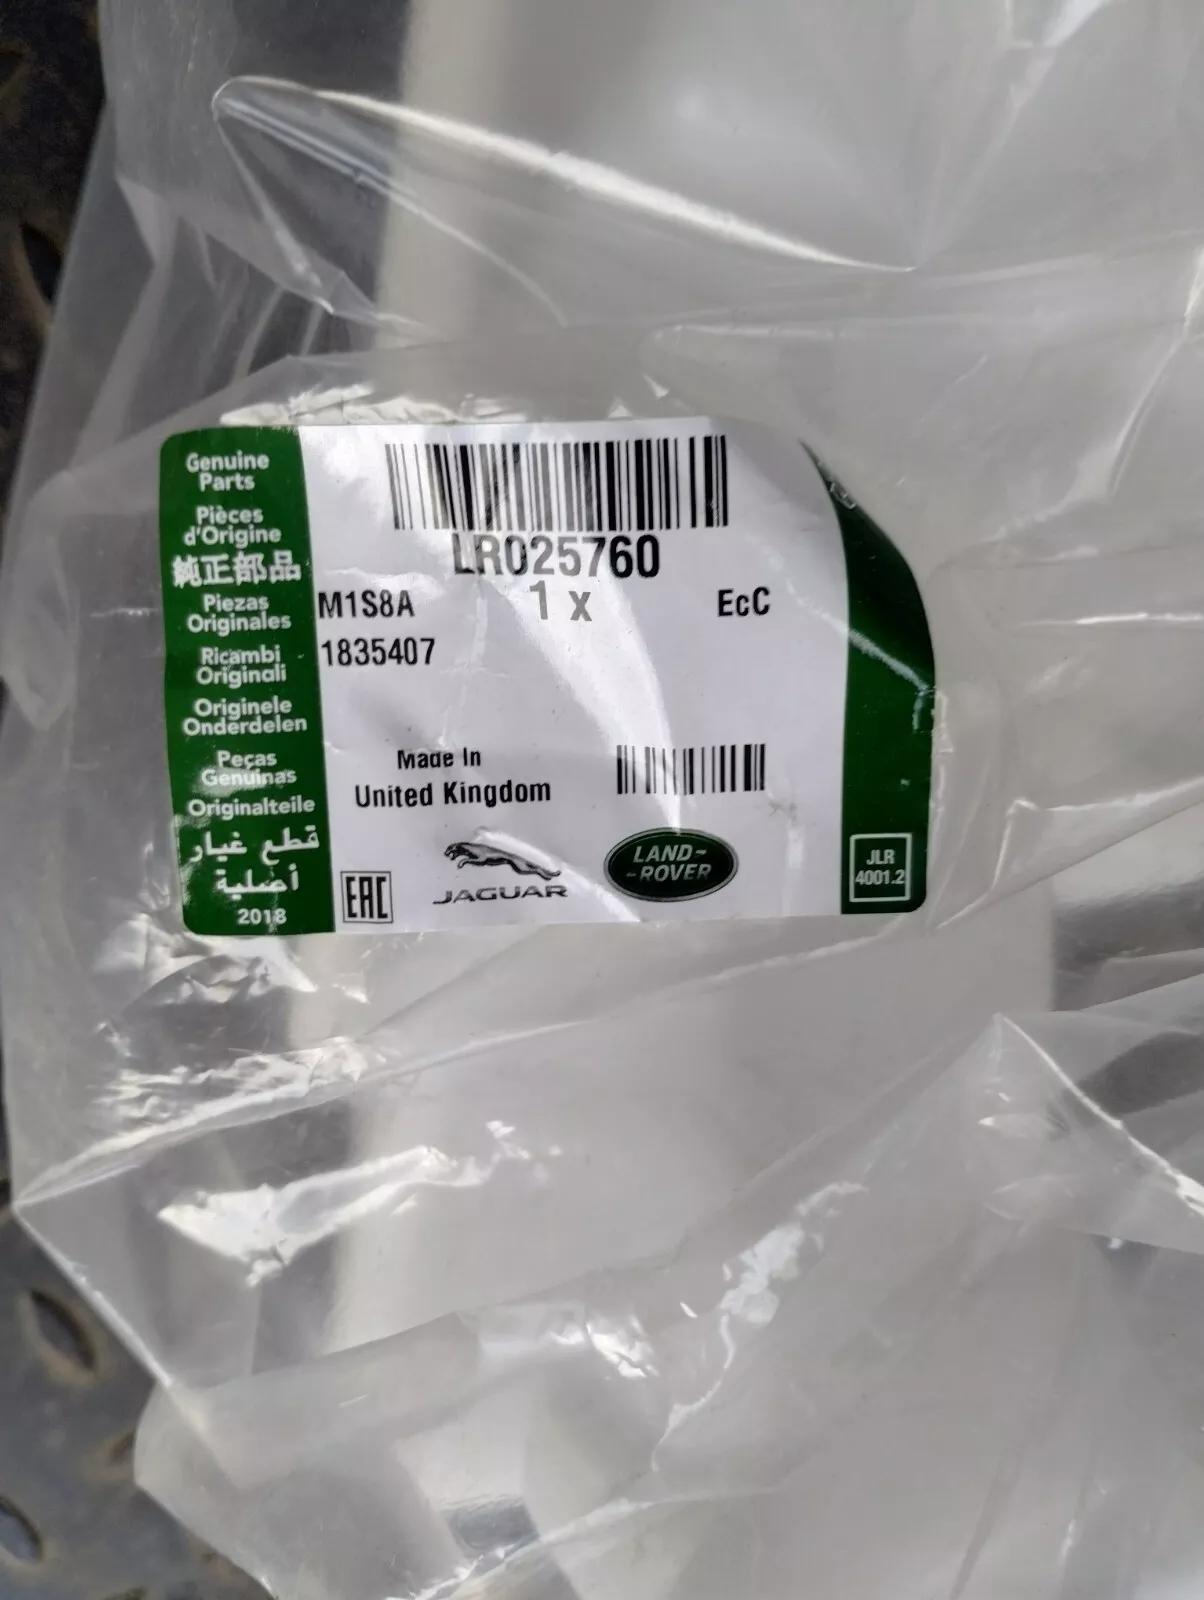 Genuine
Parts
Pièces
d'Origine
純正部品
Piezas
Originales
Ricambi
Originali
Originele
Onderdelen
Peças
Genuinas
Originalteile
قطع غيار
أصلية
2018
LR025760
1 x
M1S8A
EcC
1835407
Made In
United Kingdom
EAC
JAGUAR
LAND-
-ROVER
JLR
4001.2